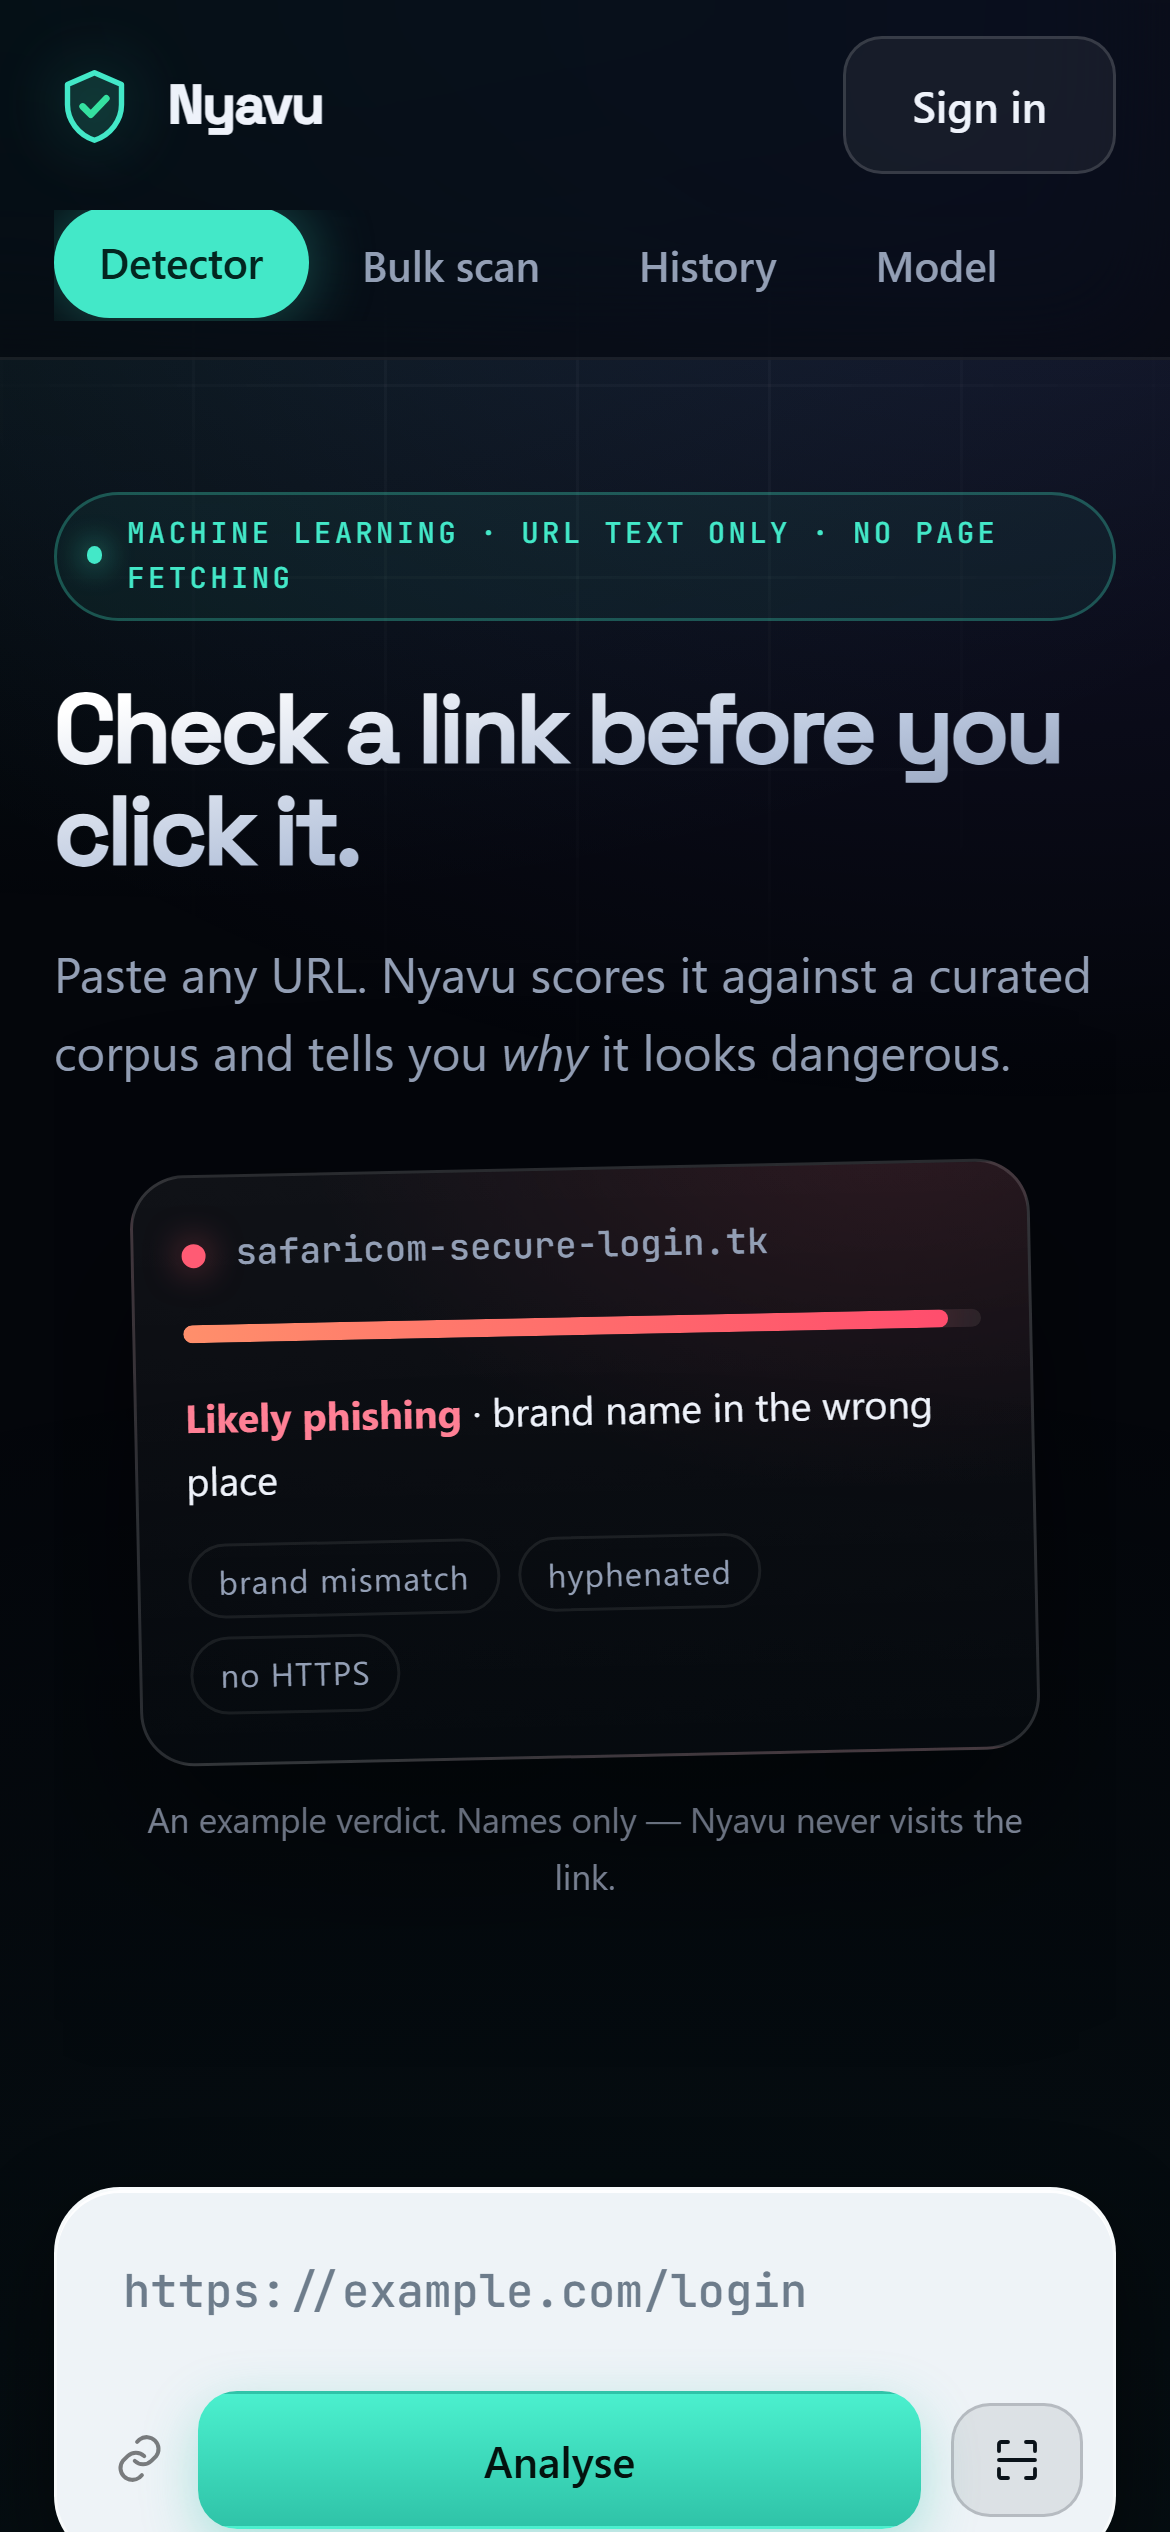 Nyavu
Sign in
Detector
Bulk scan
History
Model
MACHINE LEARNING · URL TEXT ONLY · NO PAGE
FETCHING
Check a link before you
click it.
Paste any URL. Nyavu scores it against a curated
corpus and tells you why it looks dangerous.
safaricom-secure-login.tk
Likely phishing · brand name in the wrong
place
brand mismatch
hyphenated
no HTTPS
An example verdict. Names only — Nyavu never visits the
link.
https://example.com/login
Analyse